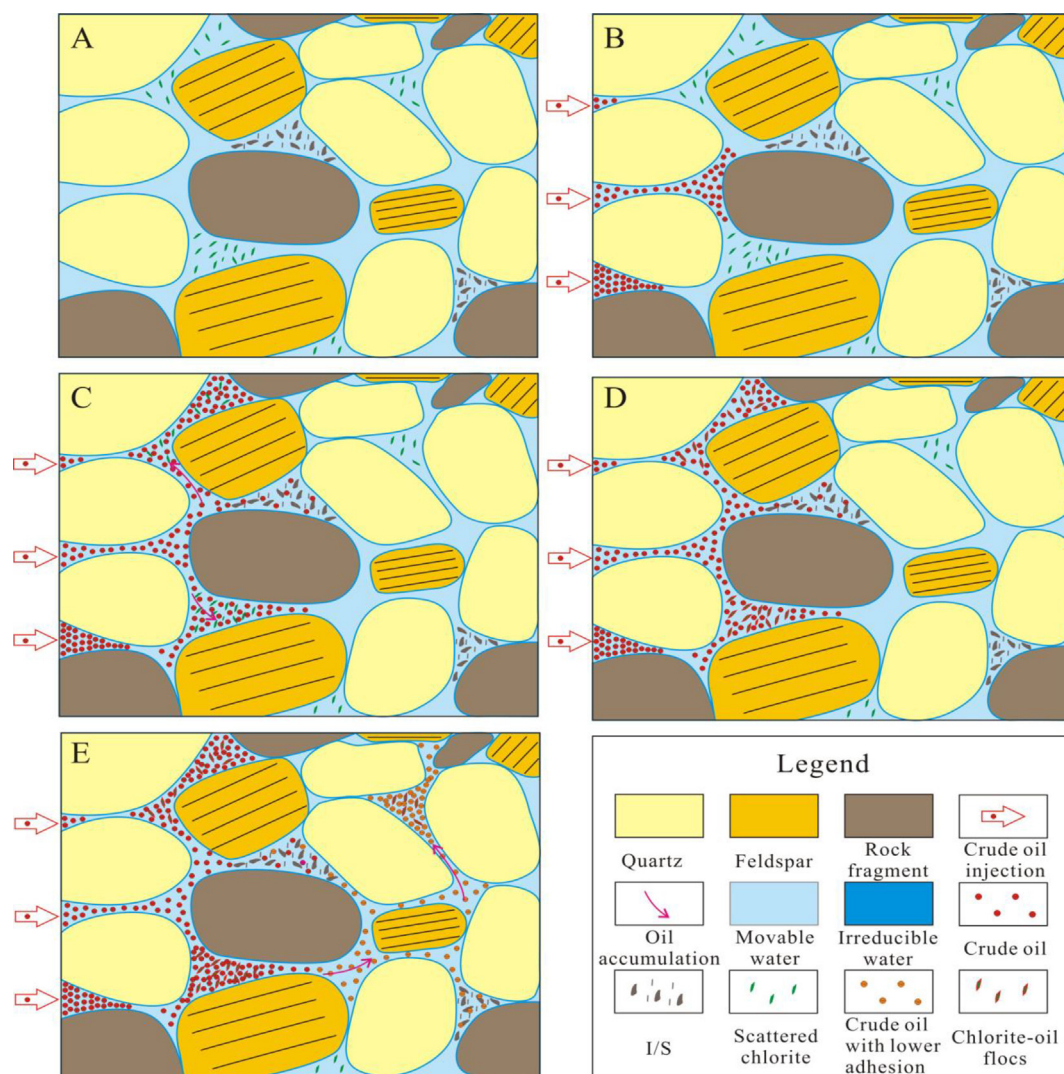 A
B
C
D
E
Legend
Quartz
Feldspar
Rock
fragment
Crude oil
injection
Oil
accumulation
Movable
water
Irreducible
water
Crude oil
I/S
Scattered
chlorite
Crude oil
with lower
adhesion
Chlorite-oil
flocs